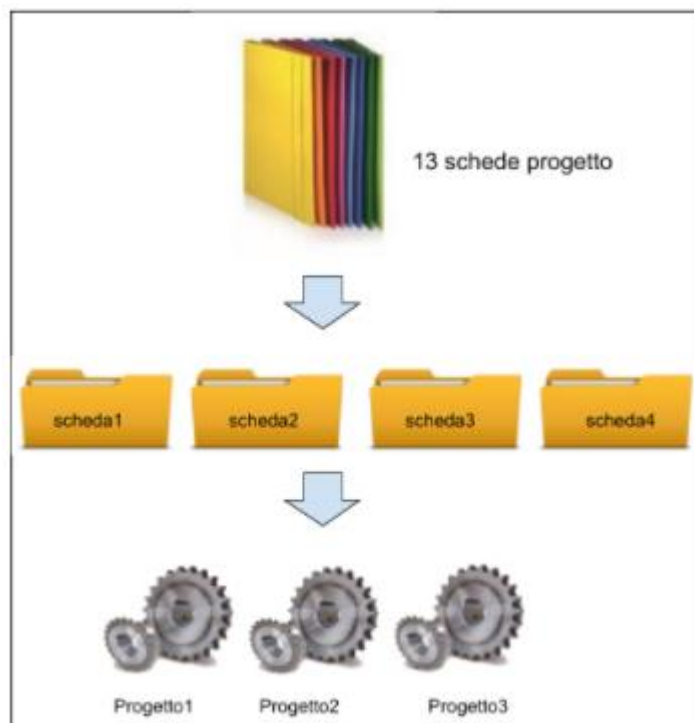 13 schede progetto
scheda1
scheda2
scheda3
scheda4
Progetto1
Progetto2
Progetto3